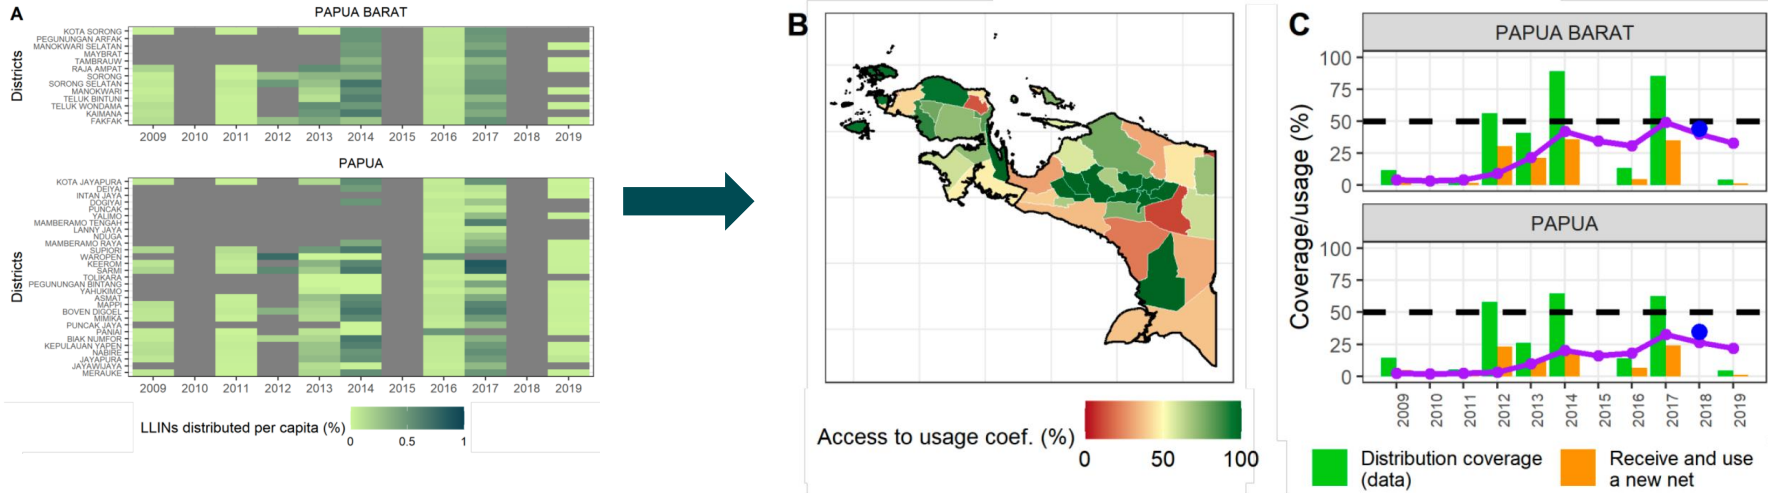 A
PAPUA BARAT
Districts
KOTA SORONG
PEGUNUNGAN ARFAK
MANOKWARI SELATAN
MAYBRAT
TAMBRAUW
RAJA AMPAT
SORONG
SORONG SELATAN
MANOKWARI
TELUK BINTUNI
TELUK WONDAMA
KAIMANA
FAKFAK
2009 2010 2011 2012 2013 2014 2015 2016 2017 2018 2019
PAPUA
Districts
KOTA JAYAPURA
DEIYAI
INTAN JAYA
DOGIYAI
PUNCAK
YALIMO
MAMBERAMO TENGAH
LANNY JAYA
NDUGA
MAMBERAMO RAYA
SUPIORI
WAROPEN
KEEROM
SARMI
TOLIKARA
PEGUNUNGAN BINTANG
YAHUKIMO
ASMAT
MAPPI
BOVEN DIGOEL
MIMIKA
PUNCAK JAYA
PANIAI
BIAK NUMFOR
KEPULAUAN YAPEN
NABIRE
JAYAPURA
JAYAWIJAYA
MERAUKE
2009 2010 2011 2012 2013 2014 2015 2016 2017 2018 2019
LLINs distributed per capita (%)
0 0.5 1
B
Access to usage coef. (%)
0 50 100
C
Coverage/usage (%)
PAPUA BARAT
100
75
50
25
0
PAPUA
100
75
50
25
0
2009 2010 2011 2012 2013 2014 2015 2016 2017 2018 2019
Distribution coverage
(data)
Receive and use
a new net